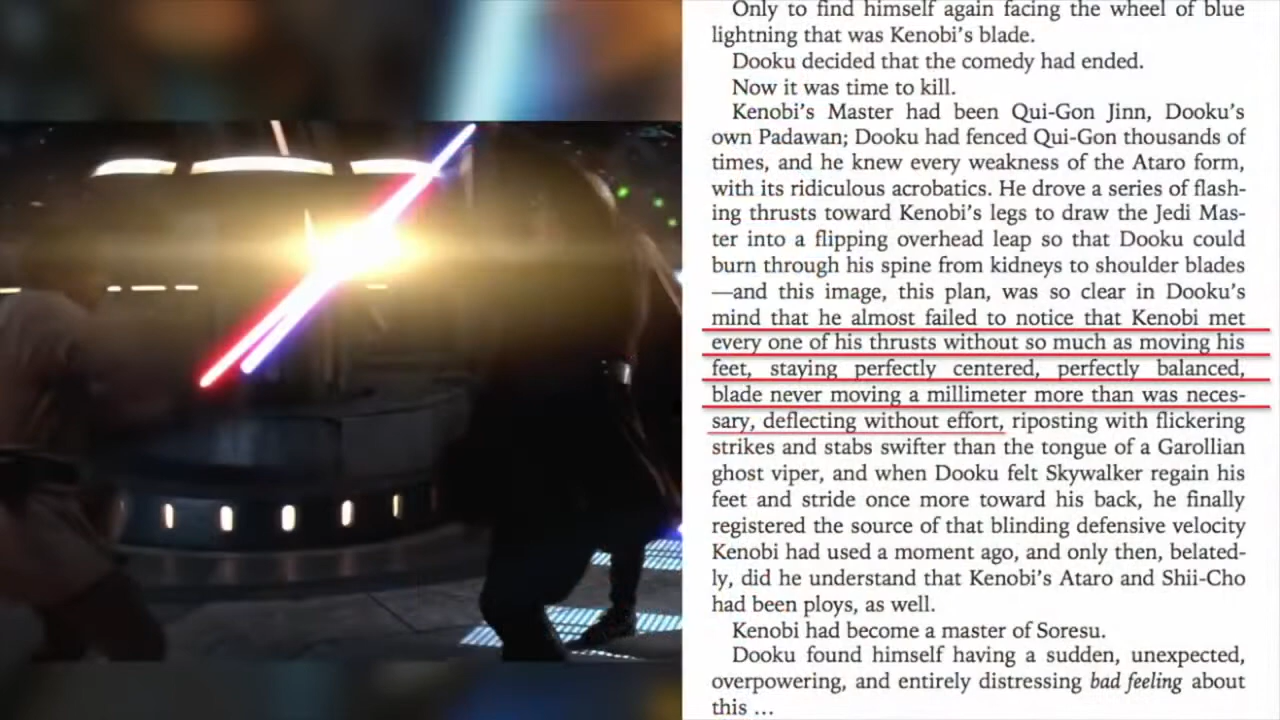 Only to find himself again facing the wheel of blue
lightning that was Kenobi's blade.
Dooku decided that the comedy had ended.
Now it was time to kill.
Kenobi's Master had been Qui-Gon Jinn, Dooku's
own Padawan; Dooku had fenced Qui-Gon thousands of
times, and he knew every weakness of the Ataro form,
with its ridiculous acrobatics. He drove a series of flash-
ing thrusts toward Kenobi's legs to draw the Jedi Mas-
ter into a flipping overhead leap so that Dooku could
burn through his spine from kidneys to shoulder blades
—and this image, this plan, was so clear in Dooku's
mind that he almost failed to notice that Kenobi met
every one of his thrusts without so much as moving his
feet, staying perfectly centered, perfectly balanced,
blade never moving a millimeter more than was neces-
sary, deflecting without effort, riposting with flickering
strikes and stabs swifter than the tongue of a Garollian
ghost viper, and when Dooku felt Skywalker regain his
feet and stride once more toward his back, he finally
registered the source of that blinding defensive velocity
Kenobi had used a moment ago, and only then, belated-
ly, did he understand that Kenobi's Ataro and Shii-Cho
had been ploys, as well.
Kenobi had become a master of Soresu.
Dooku found himself having a sudden, unexpected,
overpowering, and entirely distressing bad feeling about
this ...